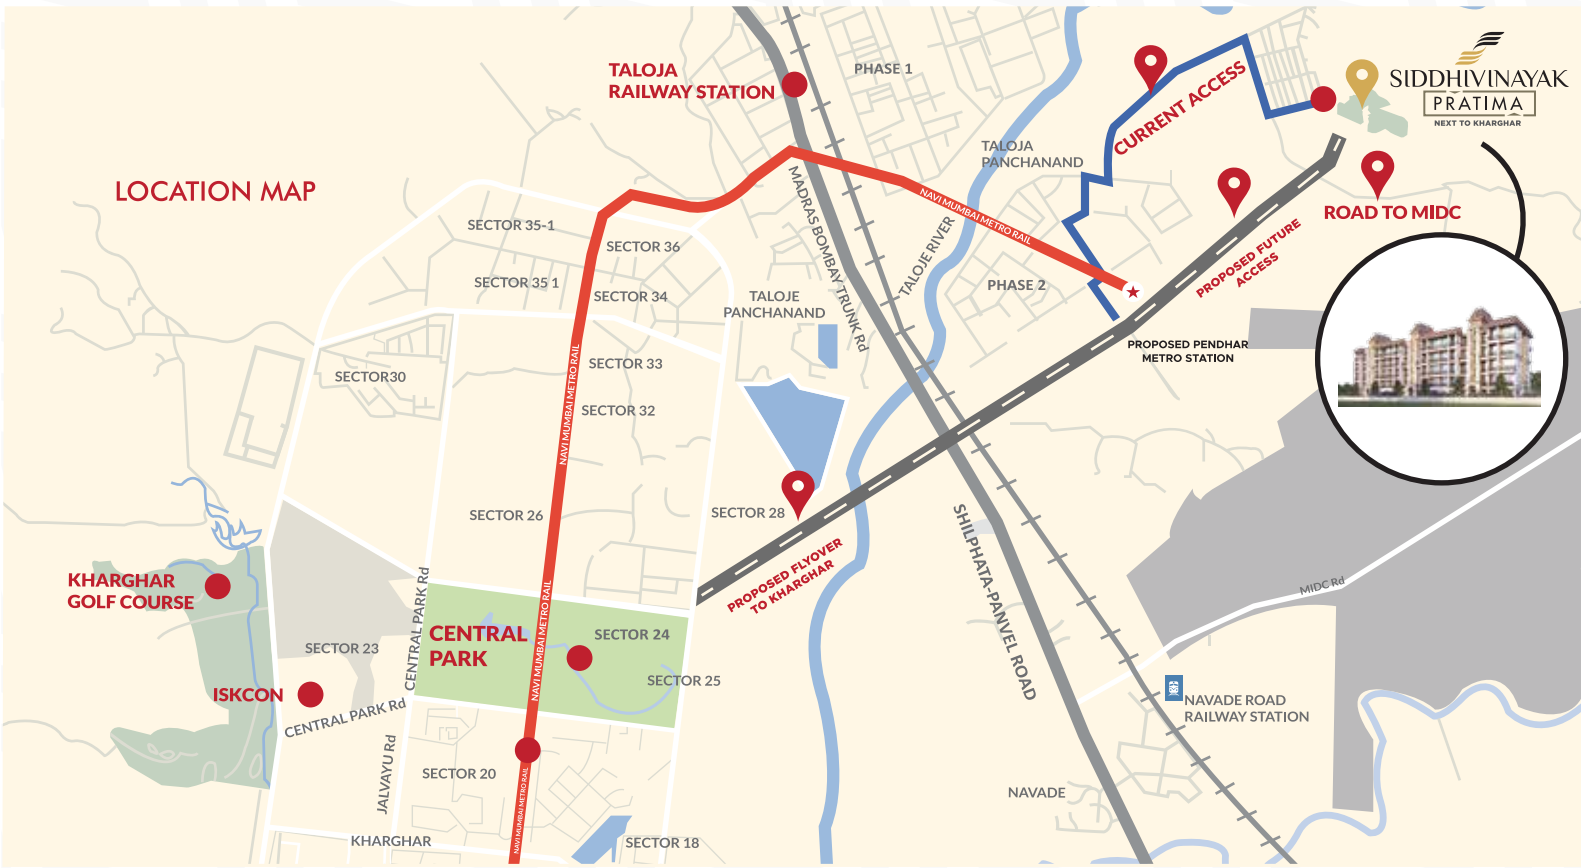 TALOJA
RAILWAY STATION
PHASE 1
CURRENT ACCESS
SIDDHIVINAYAK
PRATIMA
NEXT TO KHARGHAR
TALOJA
PANCHANAND
LOCATION MAP
MADRAS BOMBAY TRUNK Rd
NAVI MUMBAI METRO RAIL
ROAD TO MIDC
SECTOR 35-1
SECTOR 36
TALOJE RIVER
PROPOSED FUTURE
ACCESS
SECTOR 35 1
SECTOR 34
TALOJE
PANCHANAND
PHASE 2
PROPOSED PENDHAR
METRO STATION
SECTOR30
SECTOR 33
NAVI MUMBAI METRO RAIL
SECTOR 32
SECTOR 26
SECTOR 28
PROPOSED FLYOVER
TO KHARGHAR
SHILPHATA-PANVEL ROAD
MIDC Rd
KHARGHAR
GOLF COURSE
CENTRAL PARK Rd
NAVI MUMBAI METRO RAIL
CENTRAL
PARK
SECTOR 24
SECTOR 23
SECTOR 25
ISKCON
CENTRAL PARK Rd
NAVADE ROAD
RAILWAY STATION
JALVAYU Rd
SECTOR 20
NAVI MUMBAI METRO RAIL
NAVADE
KHARGHAR
SECTOR 18